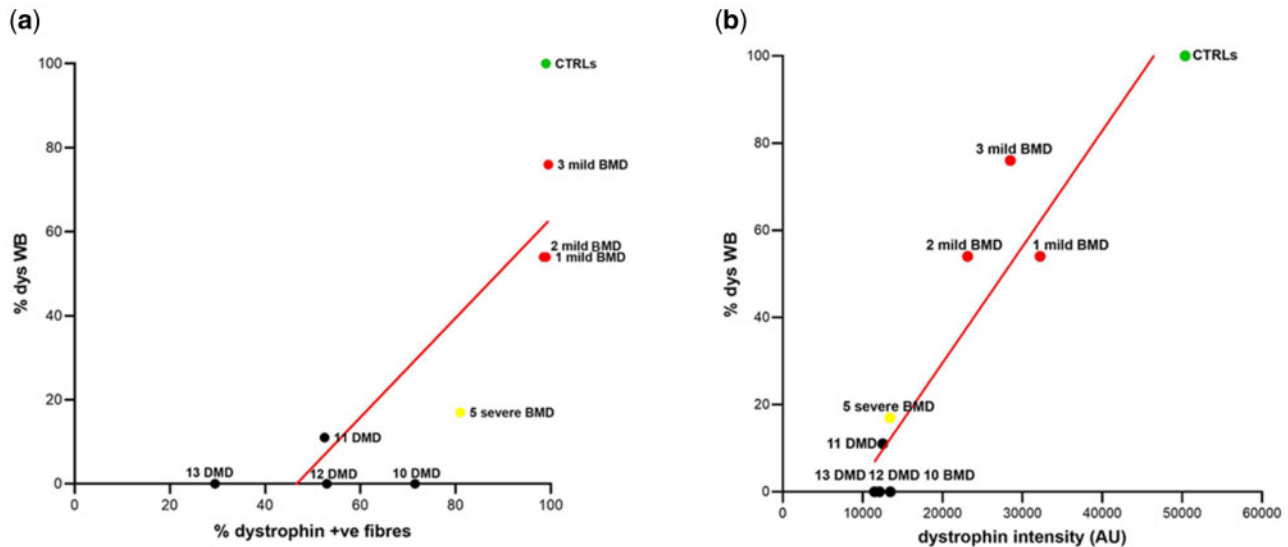 (a)
100
80
60
40
20
0
% dys WB
CTRLs
3 mild BMD
2 mild BMD
1 mild BMD
5 severe BMD
11 DMD
13 DMD 12 DMD 10 DMD
0 20 40 60 80 100
% dystrophin +ve fibres
(b)
100
80
60
40
20
0
% dys WB
CTRLs
3 mild BMD
2 mild BMD 1 mild BMD
5 severe BMD
11 DMD
13 DMD 12 DMD 10 BMD
0 10000 20000 30000 40000 50000 60000
dystrophin intensity (AU)